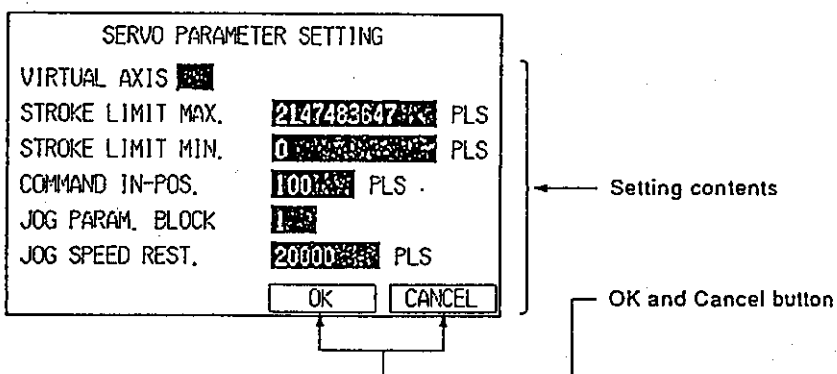 SERVO PARAMETER SETTING
VIRTUAL AXIS
STROKE LIMIT MAX. 2147483647 PLS
STROKE LIMIT MIN. 0 PLS
COMMAND IN-POS. 100 PLS
JOG PARAM. BLOCK 1
JOG SPEED REST. 20000 PLS
OK CANCEL
Setting contents
OK and Cancel button